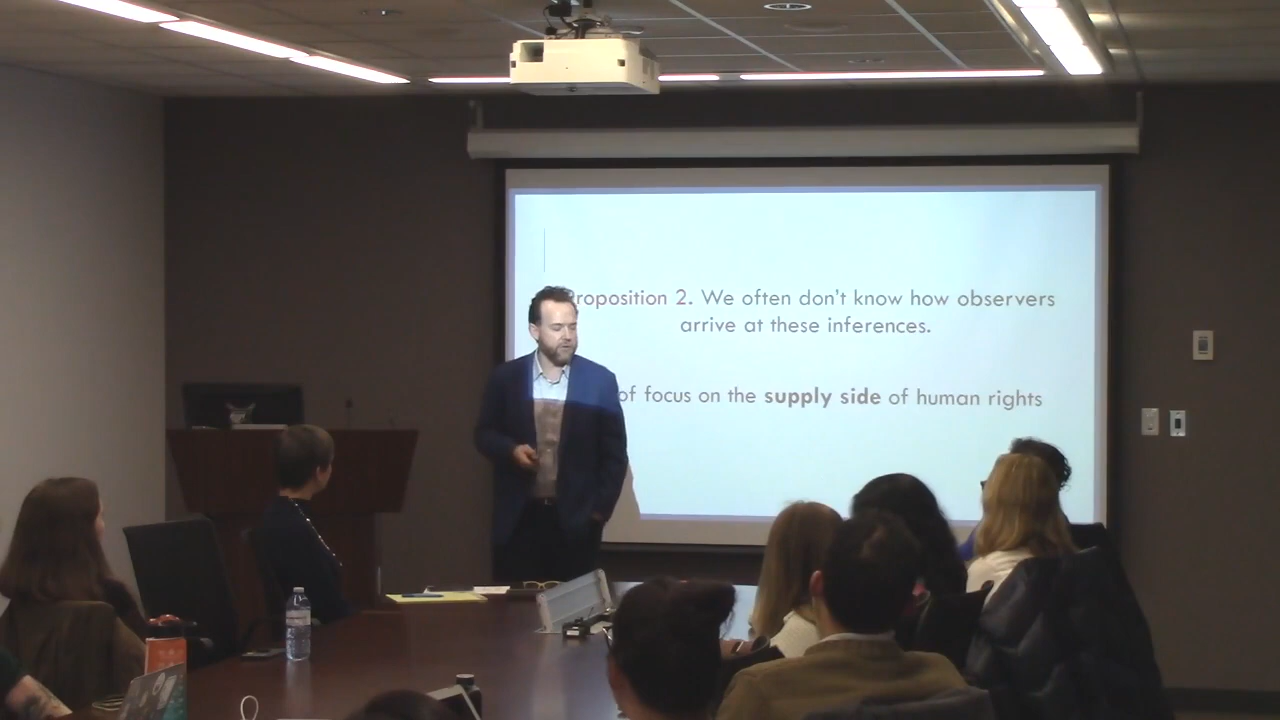 roposition 2. We often don't know how observers
arrive at these inferences.
of focus on the supply side of human rights